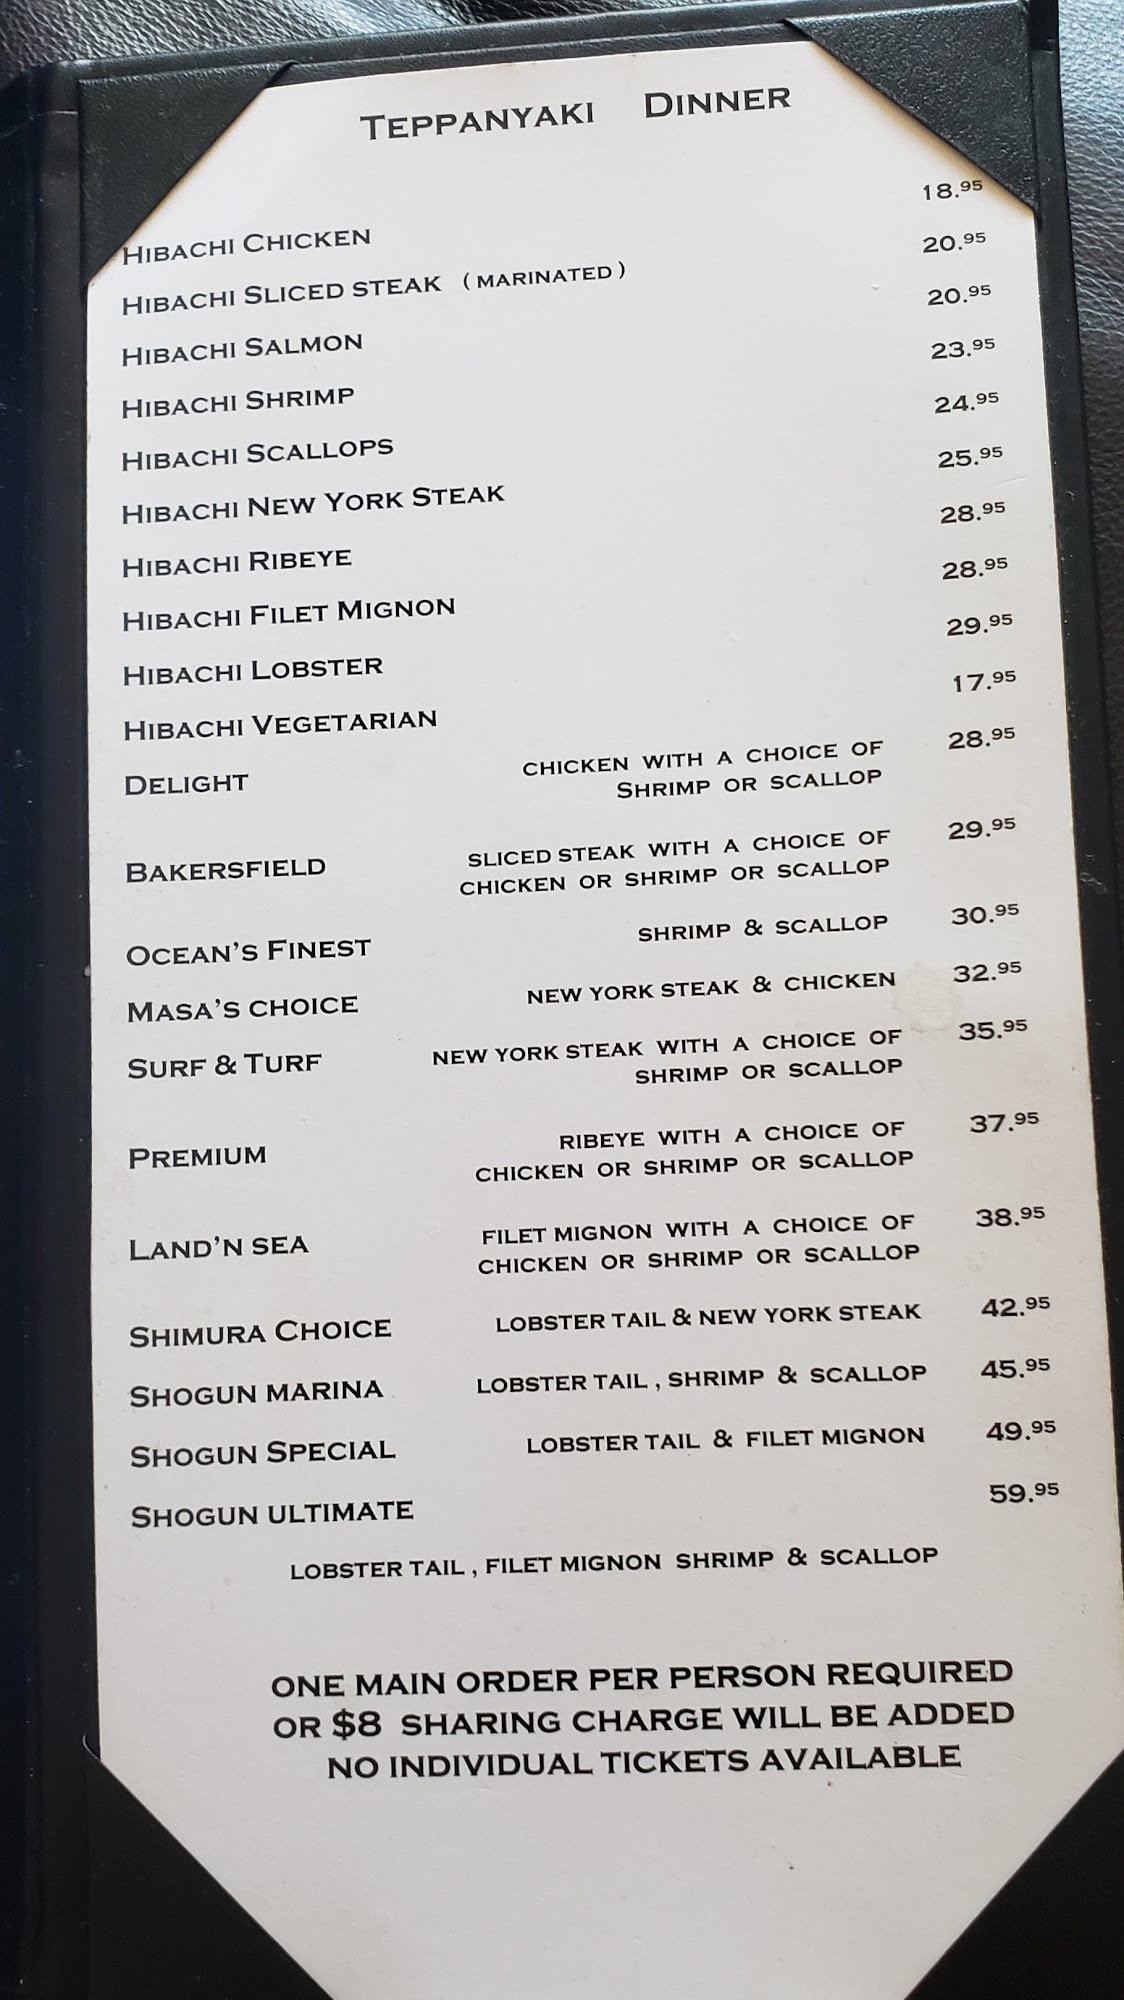 TEPPANYAKI DINNER
HIBACHI CHICKEN 18.95
HIBACHI SLICED STEAK (MARINATED) 20.95
HIBACHI SALMON 20.95
HIBACHI SHRIMP 23.95
HIBACHI SCALLOPS 24.95
HIBACHI NEW YORK STEAK 25.95
HIBACHI RIBEYE 28.95
HIBACHI FILET MIGNON 28.95
HIBACHI LOBSTER 29.95
HIBACHI VEGETARIAN 17.95
DELIGHT CHICKEN WITH A CHOICE OF 28.95
SHRIMP OR SCALLOP
BAKERSFIELD SLICED STEAK WITH A CHOICE OF 29.95
CHICKEN OR SHRIMP OR SCALLOP
OCEAN'S FINEST SHRIMP & SCALLOP 30.95
MASA'S CHOICE NEW YORK STEAK & CHICKEN 32.95
SURF & TURF NEW YORK STEAK WITH A CHOICE OF 35.95
SHRIMP OR SCALLOP
PREMIUM RIBEYE WITH A CHOICE OF 37.95
CHICKEN OR SHRIMP OR SCALLOP
LAND'N SEA FILET MIGNON WITH A CHOICE OF 38.95
CHICKEN OR SHRIMP OR SCALLOP
SHIMURA CHOICE LOBSTER TAIL & NEW YORK STEAK 42.95
SHOGUN MARINA LOBSTER TAIL, SHRIMP & SCALLOP 45.95
SHOGUN SPECIAL LOBSTER TAIL & FILET MIGNON 49.95
SHOGUN ULTIMATE 59.95
LOBSTER TAIL, FILET MIGNON SHRIMP & SCALLOP
ONE MAIN ORDER PER PERSON REQUIRED
OR $8 SHARING CHARGE WILL BE ADDED
NO INDIVIDUAL TICKETS AVAILABLE